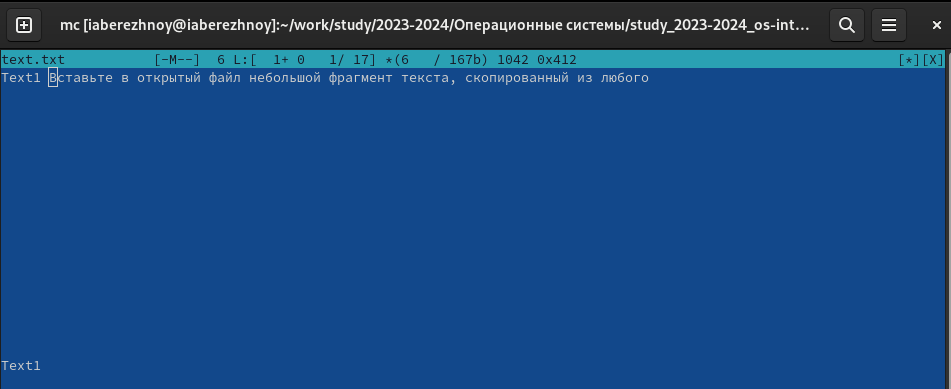 mc [iaberezhnoy@iaberezhnoy]:~/work/study/2023-2024/Операционные системы/study_2023-2024_os-int...
text.txt [-M--] 6 L:[ 1+ 0 1/ 17] *(6 / 167b) 1042 0x412 [*][X]
Text1 Вставьте в открытый файл небольшой фрагмент текста, скопированный из любого
Text1